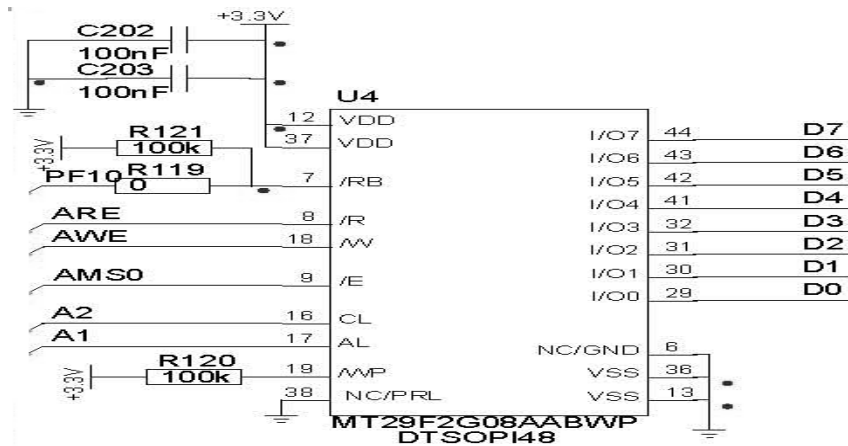 +3.3V
C202
100nF
C203
100nF
U4
12 VDD
37 VDD
R121
100k
+3.3V
PF10 R119
0
7 /RB
ARE 8 /R
AWE 18 /W
AMS0 9 /E
A2 16 CL
A1 17 AL
R120
+3.3V 100k 19 /WP
38 NC/PRL
I/O7 44 D7
I/O6 43 D6
I/O5 42 D5
I/O4 41 D4
I/O3 32 D3
I/O2 31 D2
I/O1 30 D1
I/O0 29 D0
NC/GND 6
VSS 36
VSS 13
MT29F2G08AABWP
DTSOPI48